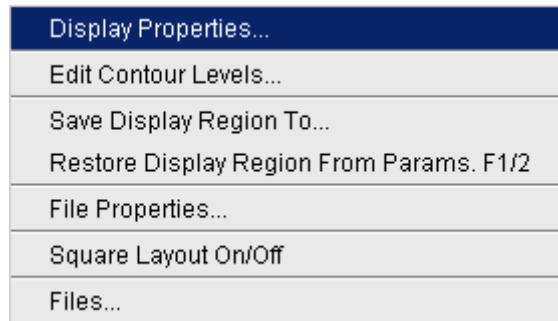 Display Properties...
Edit Contour Levels...
Save Display Region To...
Restore Display Region From Params. F1/2
File Properties...
Square Layout On/Off
Files...